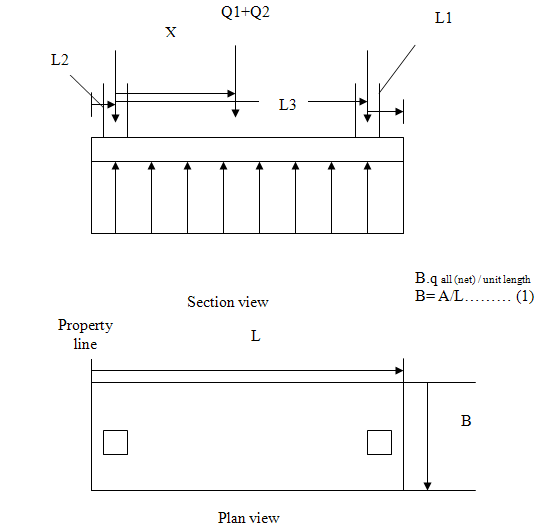 Q1+Q2
L1
X
L2
L3
B.q all (net) / unit length
B= A/L......... (1)
Section view
Property
line
L
B
Plan view